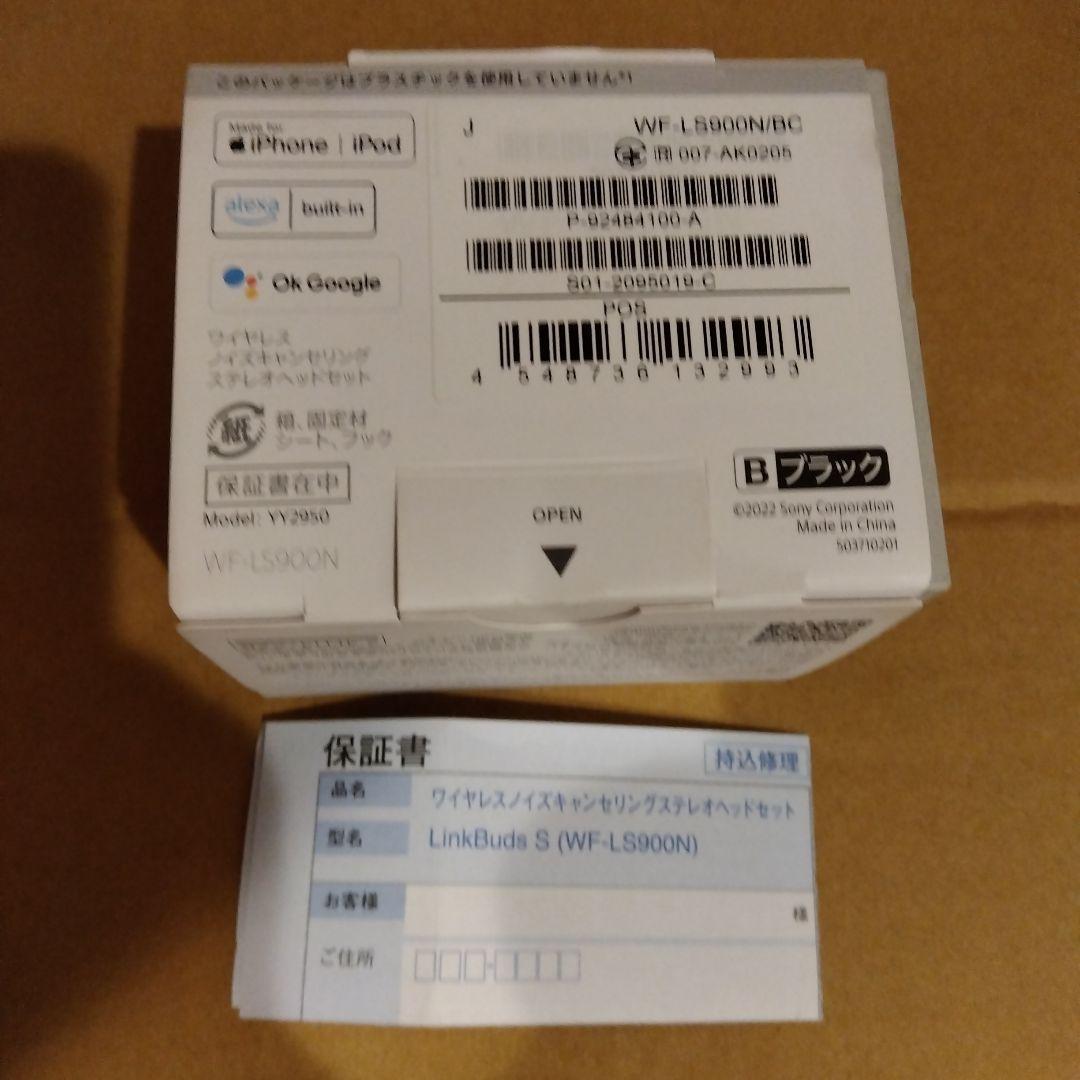 このパッケージはプラスチックを使用していません*1
Made for
iPhone | iPod
alexa | built-in
Ok Google
ワイヤレス
ノイズキャンセリング
ステレオヘッドセット
紙
箱、固定材
シート、フック
保証書在中
Model: YY2950
WF-LS900N
J
WF-LS900N/BC
R 007-AK0205
P-92484100-A
S01-2095019-C
POS
4 548736 132993
B ブラック
©2022 Sony Corporation
Made in China
503710201
OPEN
保証書
持込修理
品名
ワイヤレスノイズキャンセリングステレオヘッドセット
型名
LinkBuds S (WF-LS900N)
お客様
様
ご住所